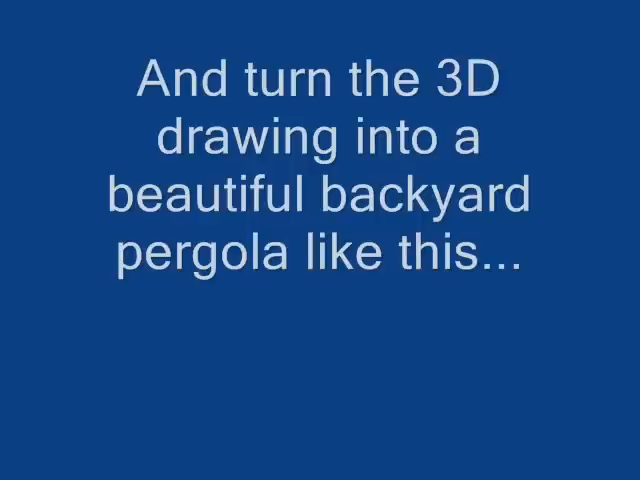 And turn the 3D
drawing into a
beautiful backyard
pergola like this...